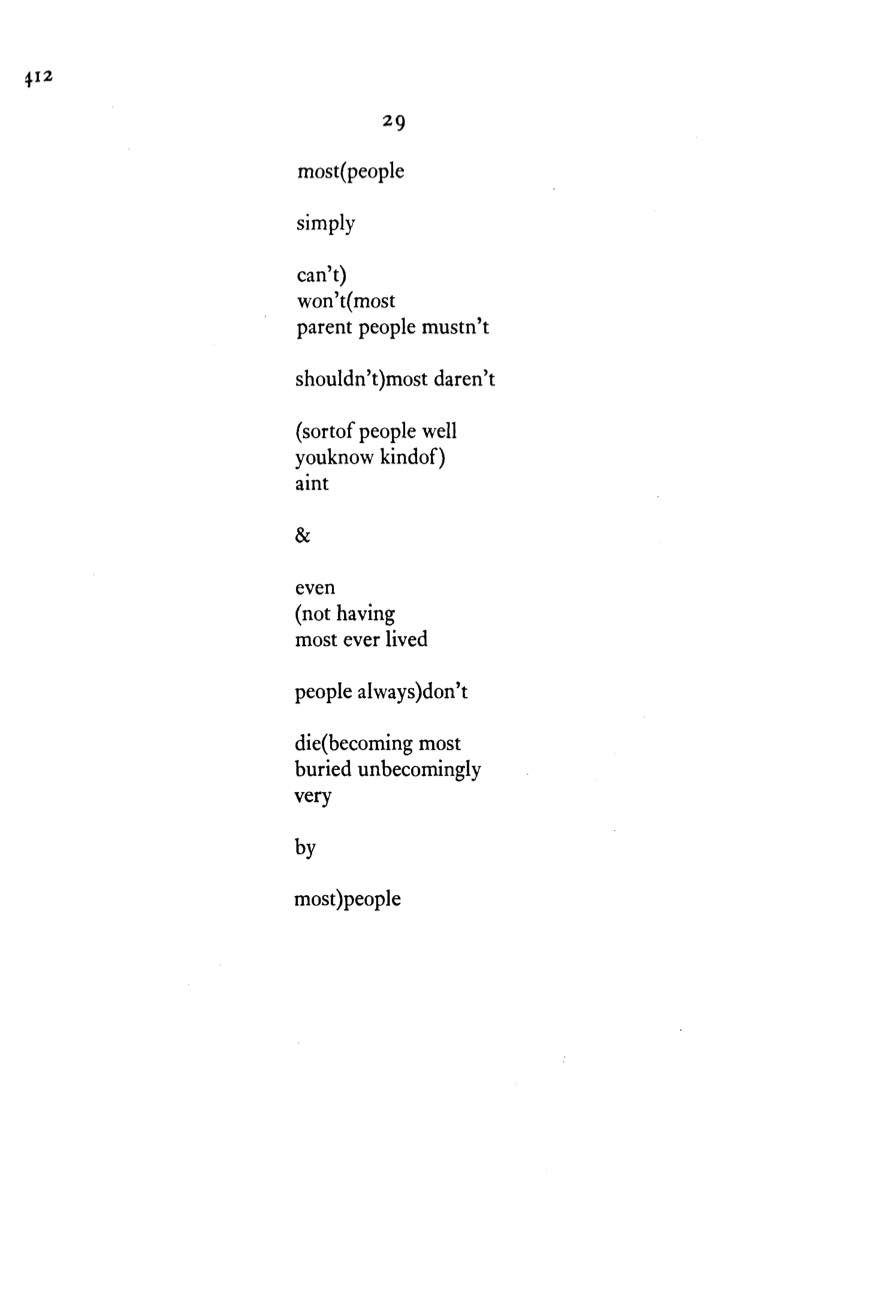 412
29
most(people
simply
can't)
won't(most
parent people mustn't
shouldn't)most daren't
(sortof people well
youknow kindof)
aint
&
even
(not having
most ever lived
people always)don't
die(becoming most
buried unbecomingly
very
by
most)people